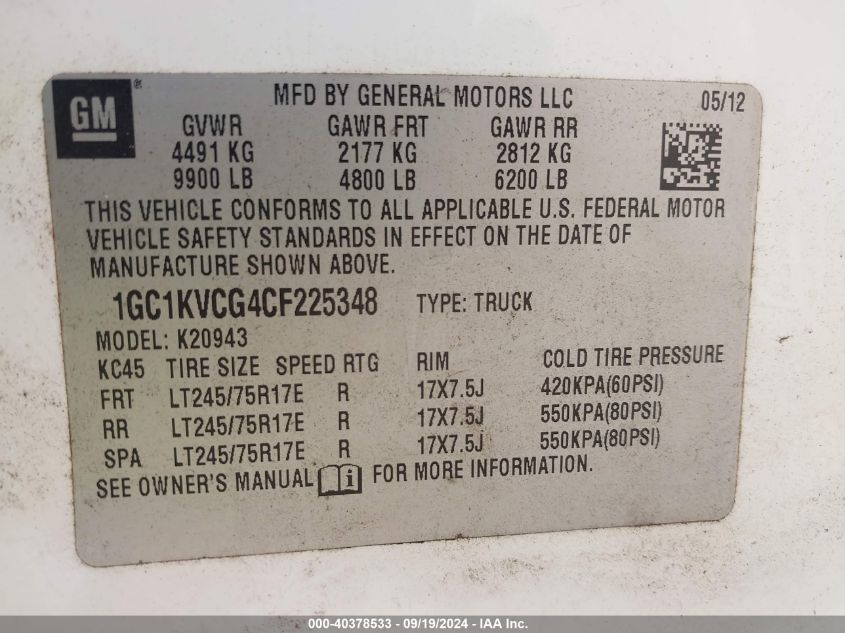 GM ® MFD BY GENERAL MOTORS LLC 05/12
GVWR GAWR FRT GAWR RR
4491 KG 2177 KG 2812 KG
9900 LB 4800 LB 6200 LB
THIS VEHICLE CONFORMS TO ALL APPLICABLE U.S. FEDERAL MOTOR
VEHICLE SAFETY STANDARDS IN EFFECT ON THE DATE OF
MANUFACTURE SHOWN ABOVE.
1GC1KVCG4CF225348 TYPE: TRUCK
MODEL: K20943
KC45 TIRE SIZE SPEED RTG RIM COLD TIRE PRESSURE
FRT LT245/75R17E R 17X7.5J 420KPA(60PSI)
RR LT245/75R17E R 17X7.5J 550KPA(80PSI)
SPA LT245/75R17E R 17X7.5J 550KPA(80PSI)
SEE OWNER'S MANUAL i FOR MORE INFORMATION.
000-40378533 - 09/19/2024 - IAA Inc.